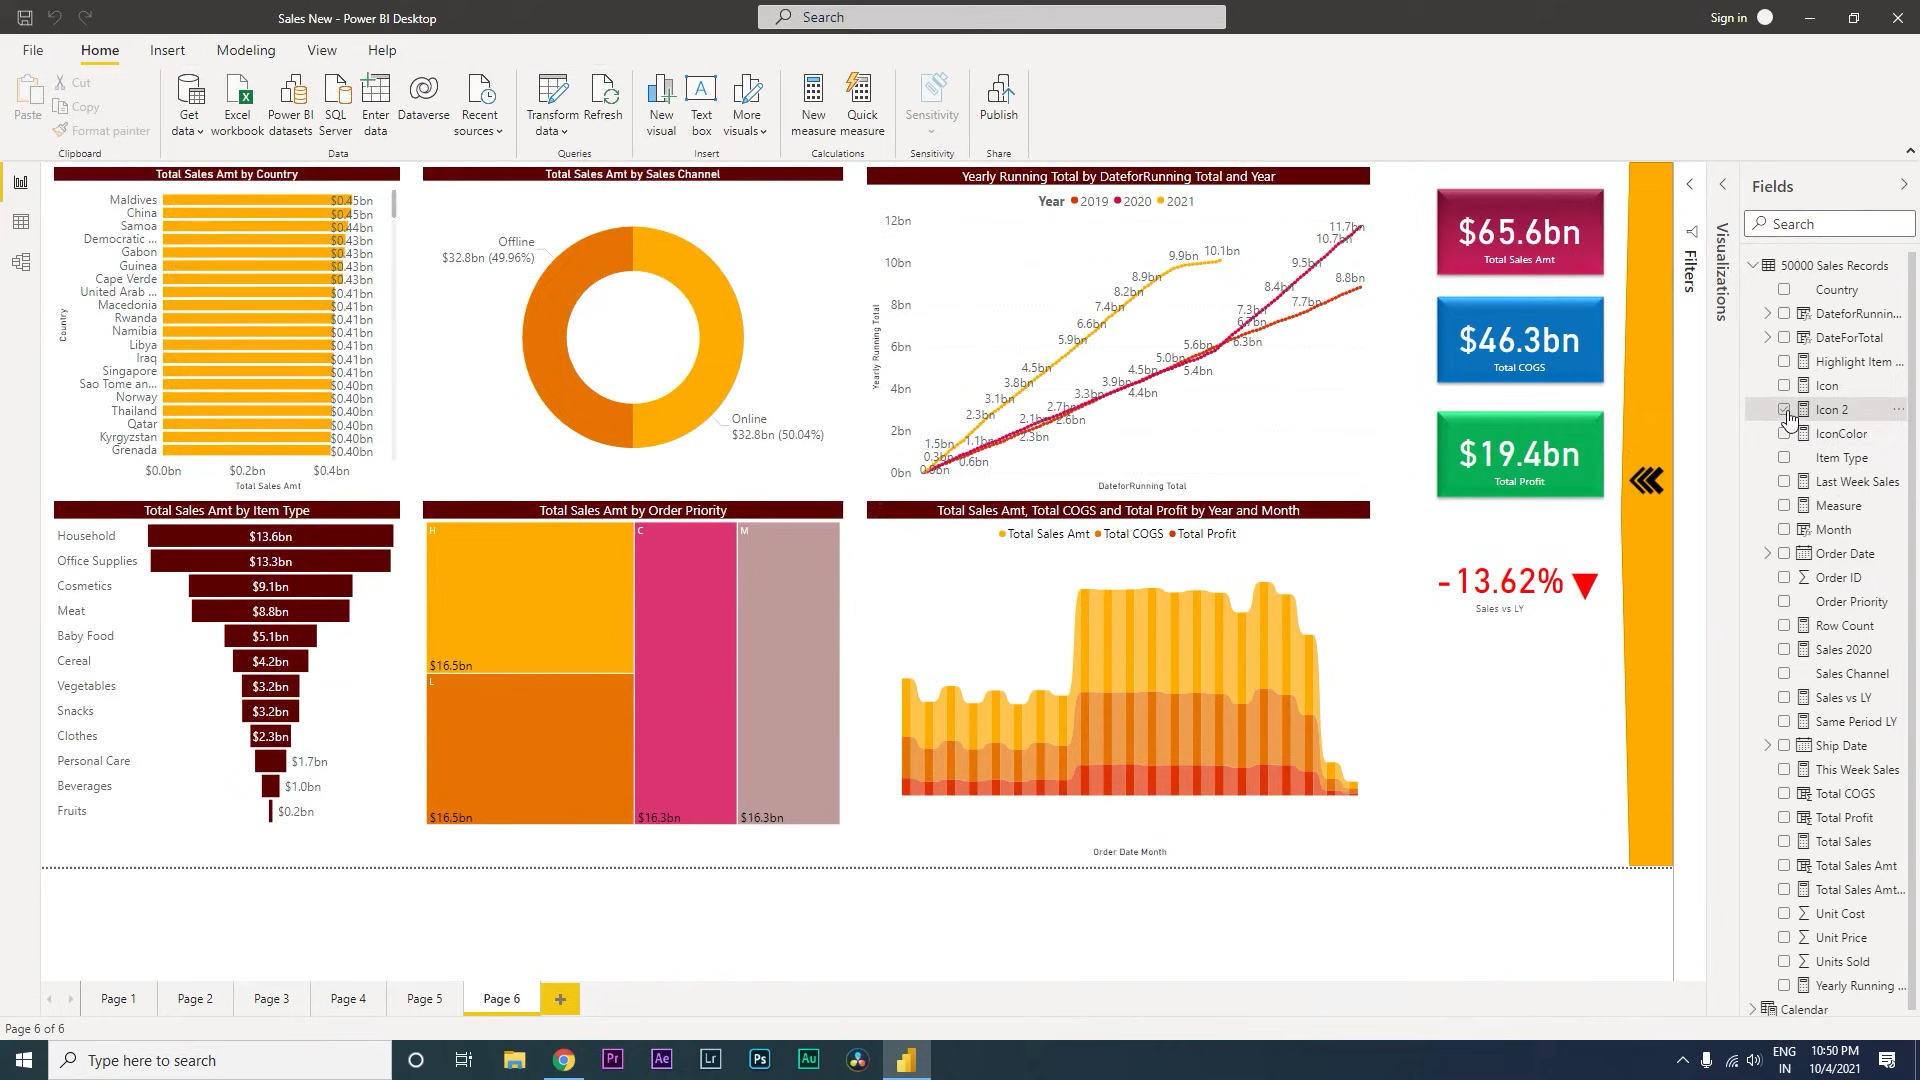 Sales New - Power BI Desktop
Search
Sign in
File
Home
Insert
Modeling
View
Help
Paste
Cut
Copy
Format painter
Clipboard
Get data
Excel workbook
Power BI datasets
SQL Server
Enter data
Dataverse
Recent sources
Data
Transform data
Refresh
Queries
New visual
Text box
More visuals
Insert
New measure
Quick measure
Calculations
Sensitivity
Sensitivity
Publish
Share
Total Sales Amt by Country
Country
Maldives $0.45bn
China $0.45bn
Samoa $0.44bn
Democratic ... $0.43bn
Gabon $0.43bn
Guinea $0.43bn
Cape Verde $0.43bn
United Arab ... $0.41bn
Macedonia $0.41bn
Rwanda $0.41bn
Namibia $0.41bn
Libya $0.41bn
Iraq $0.41bn
Singapore $0.41bn
Sao Tome an... $0.40bn
Norway $0.40bn
Thailand $0.40bn
Qatar $0.40bn
Kyrgyzstan $0.40bn
Grenada $0.40bn
$0.0bn $0.2bn $0.4bn
Total Sales Amt
Total Sales Amt by Sales Channel
Offline
$32.8bn (49.96%)
Online
$32.8bn (50.04%)
Yearly Running Total by DateforRunning Total and Year
Year 2019 2020 2021
Yearly Running Total
12bn
10bn
8bn
6bn
4bn
2bn
0bn
11.7bn
10.7bn
9.9bn 10.1bn
9.5bn
8.9bn
8.8bn
8.4bn
8.2bn
7.7bn
7.4bn
7.3bn
6.7bn
6.6bn
6.3bn
5.9bn
5.6bn
5.4bn
5.0bn
4.5bn
4.5bn
4.4bn
3.9bn
3.8bn
3.3bn
3.1bn
2.7bn
2.6bn
2.3bn
2.1bn
2.3bn
1.5bn
1.1bn
0.6bn
0.3bn
0.0bn
DateforRunning Total
$65.6bn
Total Sales Amt
$46.3bn
Total COGS
$19.4bn
Total Profit
-13.62%
Sales vs LY
Total Sales Amt by Item Type
Household $13.6bn
Office Supplies $13.3bn
Cosmetics $9.1bn
Meat $8.8bn
Baby Food $5.1bn
Cereal $4.2bn
Vegetables $3.2bn
Snacks $3.2bn
Clothes $2.3bn
Personal Care $1.7bn
Beverages $1.0bn
Fruits $0.2bn
Total Sales Amt by Order Priority
H
$16.5bn
L
$16.5bn
C
$16.3bn
M
$16.3bn
Total Sales Amt, Total COGS and Total Profit by Year and Month
Total Sales Amt Total COGS Total Profit
Order Date Month
Filters
Visualizations
Fields
Search
50000 Sales Records
Country
DateforRunnin...
DateForTotal
Highlight Item ...
Icon
Icon 2
IconColor
Item Type
Last Week Sales
Measure
Month
Order Date
Order ID
Order Priority
Row Count
Sales 2020
Sales Channel
Sales vs LY
Same Period LY
Ship Date
This Week Sales
Total COGS
Total Profit
Total Sales
Total Sales Amt
Total Sales Amt...
Unit Cost
Unit Price
Units Sold
Yearly Running ...
Calendar
Page 1
Page 2
Page 3
Page 4
Page 5
Page 6
Page 6 of 6
Type here to search
Pr
Ae
Lr
Ps
Au
ENG
IN
10:50 PM
10/4/2021